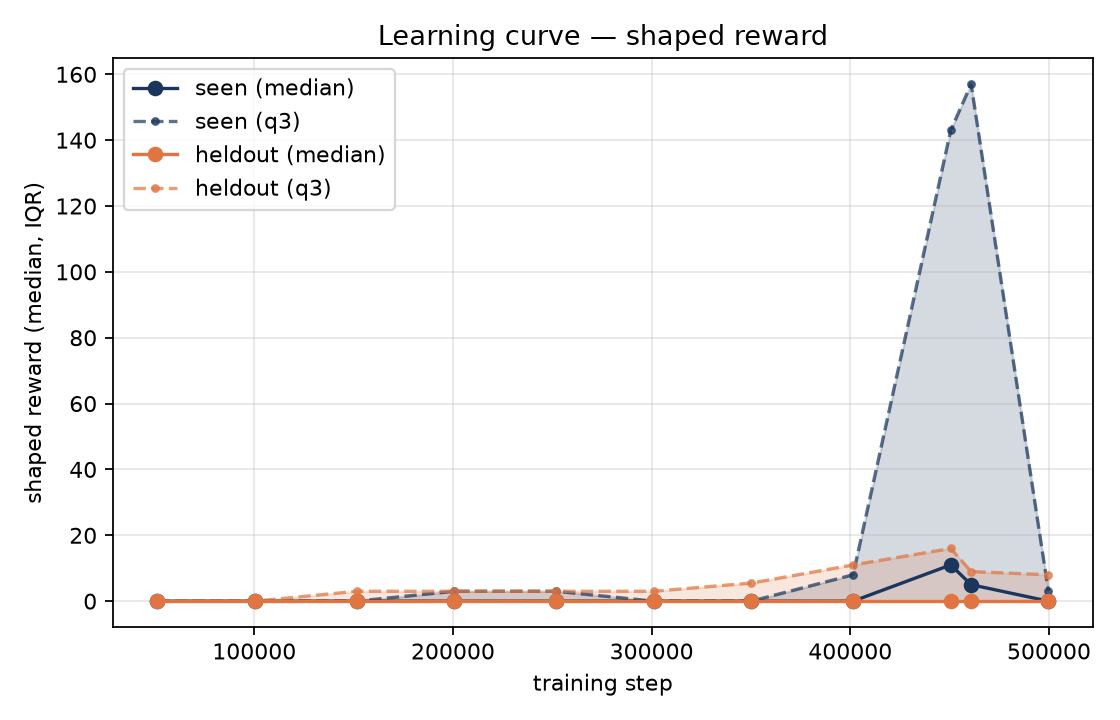 Learning curve — shaped reward
seen (median)
seen (q3)
heldout (median)
heldout (q3)
shaped reward (median, IQR)
160
140
120
100
80
60
40
20
0
100000 200000 300000 400000 500000
training step